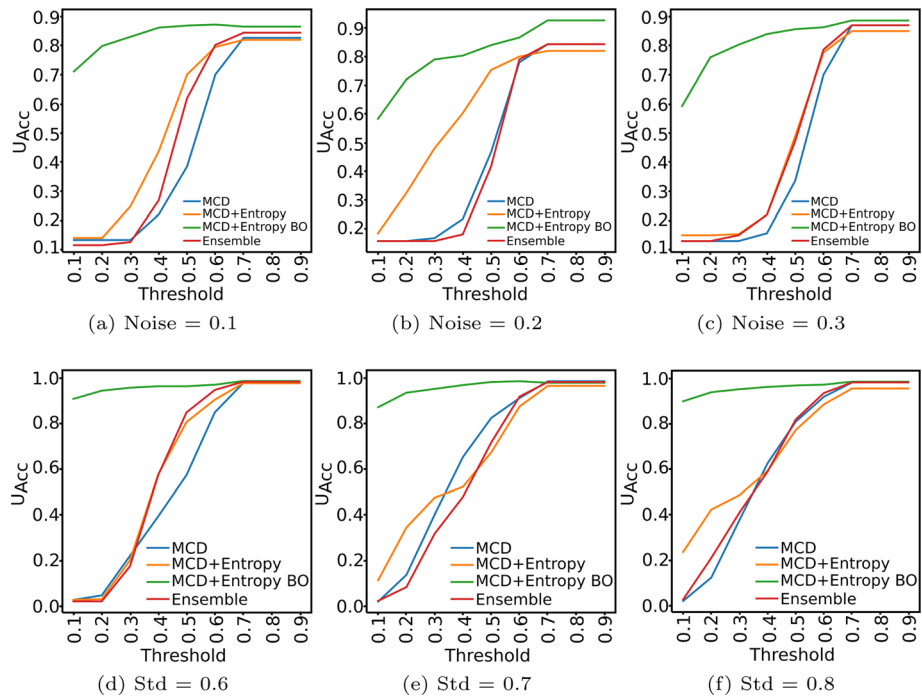 0.9
0.8
0.7
0.6
0.5
0.4
0.3
0.2
0.1
UAcc
MCD
MCD+Entropy
MCD+Entropy BO
Ensemble
0.1 0.2 0.3 0.4 0.5 0.6 0.7 0.8 0.9
Threshold
(a) Noise = 0.1
0.9
0.8
0.7
0.6
0.5
0.4
0.3
0.2
UAcc
MCD
MCD+Entropy
MCD+Entropy BO
Ensemble
0.1 0.2 0.3 0.4 0.5 0.6 0.7 0.8 0.9
Threshold
(b) Noise = 0.2
0.9
0.8
0.7
0.6
0.5
0.4
0.3
0.2
0.1
UAcc
MCD
MCD+Entropy
MCD+Entropy BO
Ensemble
0.1 0.2 0.3 0.4 0.5 0.6 0.7 0.8 0.9
Threshold
(c) Noise = 0.3
1.0
0.8
0.6
0.4
0.2
0.0
UAcc
MCD
MCD+Entropy
MCD+Entropy BO
Ensemble
0.1 0.2 0.3 0.4 0.5 0.6 0.7 0.8 0.9
Threshold
(d) Std = 0.6
1.0
0.8
0.6
0.4
0.2
0.0
UAcc
MCD
MCD+Entropy
MCD+Entropy BO
Ensemble
0.1 0.2 0.3 0.4 0.5 0.6 0.7 0.8 0.9
Threshold
(e) Std = 0.7
1.0
0.8
0.6
0.4
0.2
0.0
UAcc
MCD
MCD+Entropy
MCD+Entropy BO
Ensemble
0.1 0.2 0.3 0.4 0.5 0.6 0.7 0.8 0.9
Threshold
(f) Std = 0.8